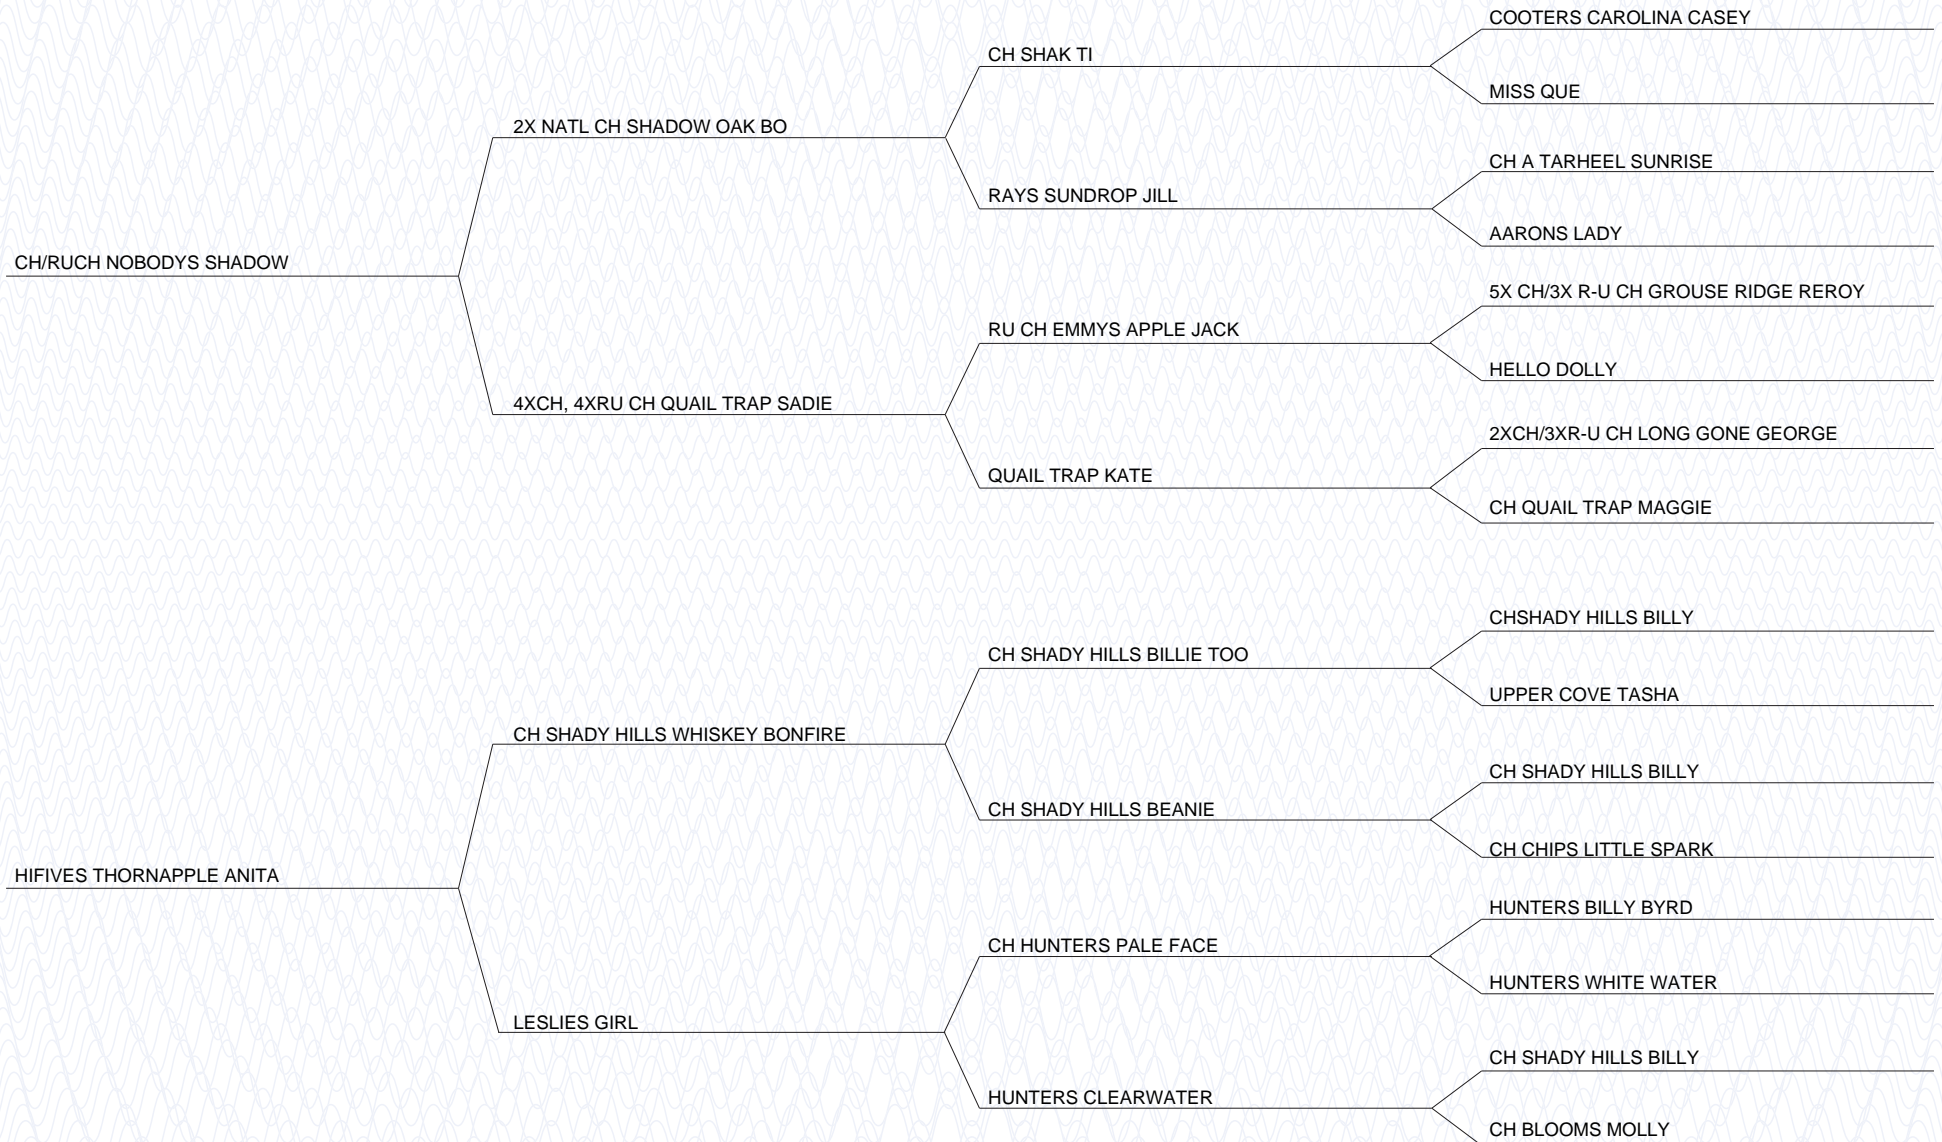 COOTERS CAROLINA CASEY
CH SHAK TI
MISS QUE
2X NATL CH SHADOW OAK BO
CH A TARHEEL SUNRISE
RAYS SUNDROP JILL
AARONS LADY
CH/RUCH NOBODYS SHADOW
5X CH/3X R-U CH GROUSE RIDGE REROY
RU CH EMMYS APPLE JACK
HELLO DOLLY
4XCH, 4XRU CH QUAIL TRAP SADIE
2XCH/3XR-U CH LONG GONE GEORGE
QUAIL TRAP KATE
CH QUAIL TRAP MAGGIE
CHSHADY HILLS BILLY
CH SHADY HILLS BILLIE TOO
UPPER COVE TASHA
CH SHADY HILLS WHISKEY BONFIRE
CH SHADY HILLS BILLY
CH SHADY HILLS BEANIE
CH CHIPS LITTLE SPARK
HIFIVES THORNAPPLE ANITA
HUNTERS BILLY BYRD
CH HUNTERS PALE FACE
HUNTERS WHITE WATER
LESLIES GIRL
CH SHADY HILLS BILLY
HUNTERS CLEARWATER
CH BLOOMS MOLLY